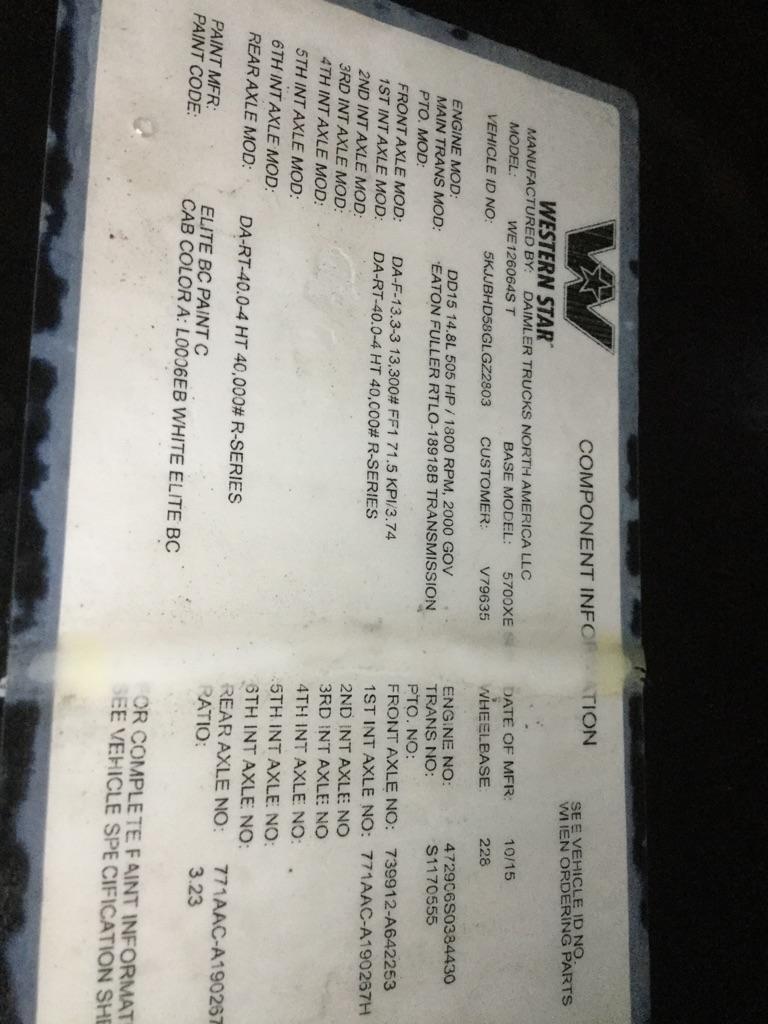 WESTERN STAR
COMPONENT INFO ATION
SEE VEHICLE ID NO.
WHEN ORDERING PARTS
MANUFACTURED BY: DAIMLER TRUCKS NORTH AMERICA LLC
MODEL: WE126064S T BASE MODEL: 5700XE DATE OF MFR: 10/15
VEHICLE ID NO: 5KJJBHD58GLGZ2803 CUSTOMER: V79635 WHEELBASE: 228
ENGINE MOD: DD15 14.8L 505 HP / 1800 RPM, 2000 GOV ENGINE NO: 472906S0384430
MAIN TRANS MOD: EATON FULLER RTLO-18918B TRANSMISSION TRANS NO: S1170555
PTO. MOD: PTO. NO:
FRONT AXLE MOD: DA-F-13.3-3 13,300# FF1 71.5 KPI/3.74 FRONT AXLE NO: 739912-A642253
1ST INT AXLE MOD: DA-RT-40.0-4 HT 40,000# R-SERIES 1ST INT AXLE NO: 771AAC-A190267H
2ND INT AXLE MOD: 2ND INT AXLE NO
3RD INT AXLE MOD: 3RD INT AXLE NO
4TH INT AXLE MOD: 4TH INT AXLE NO:
5TH INT AXLE MOD: 5TH INT AXLE NO:
6TH INT AXLE MOD: 6TH INT AXLE NO:
REAR AXLE MOD: DA-RT-40.0-4 HT 40,000# R-SERIES REAR AXLE NO: 771AAC-A190267
RATIO: 3.23
PAINT MFR: ELITE BC PAINT C
PAINT CODE: CAB COLOR A: L0006EB WHITE ELITE BC
OR COMPLETE PAINT INFORMAT
SEE VEHICLE SPECIFICATION SHE